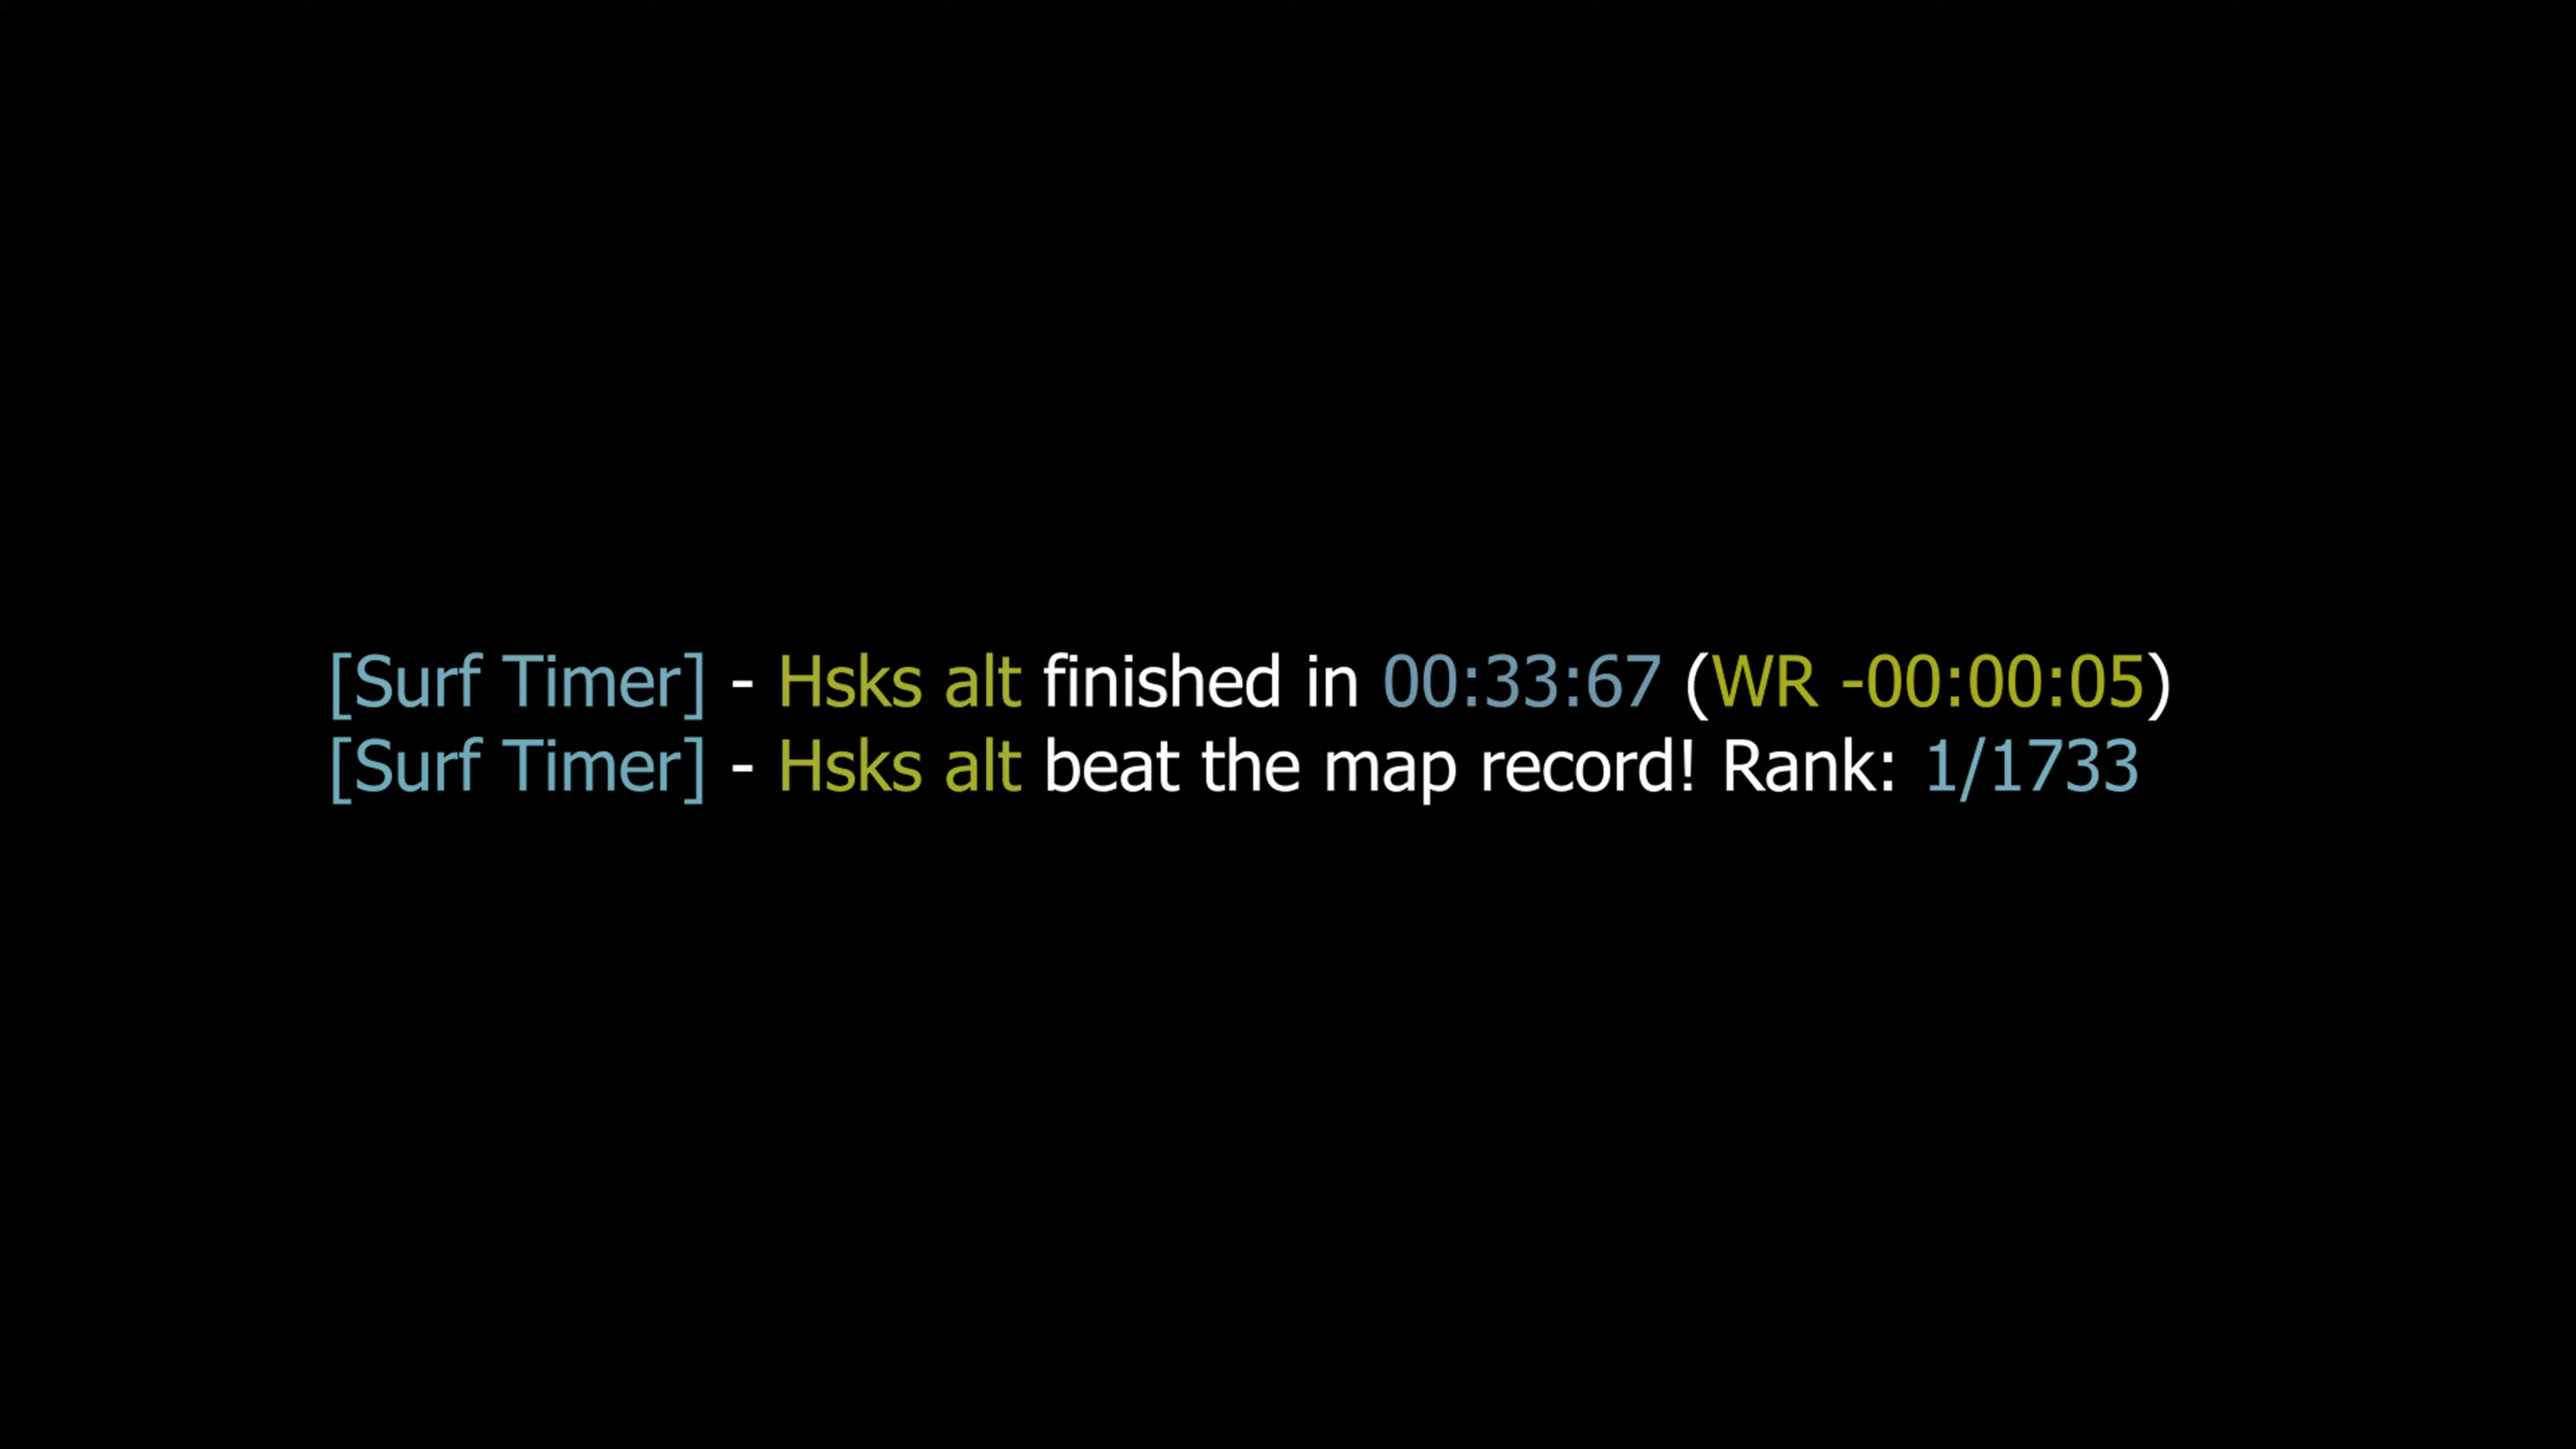 [Surf Timer] - Hsks alt finished in 00:33:67 (WR -00:00:05)
[Surf Timer] - Hsks alt beat the map record! Rank: 1/1733